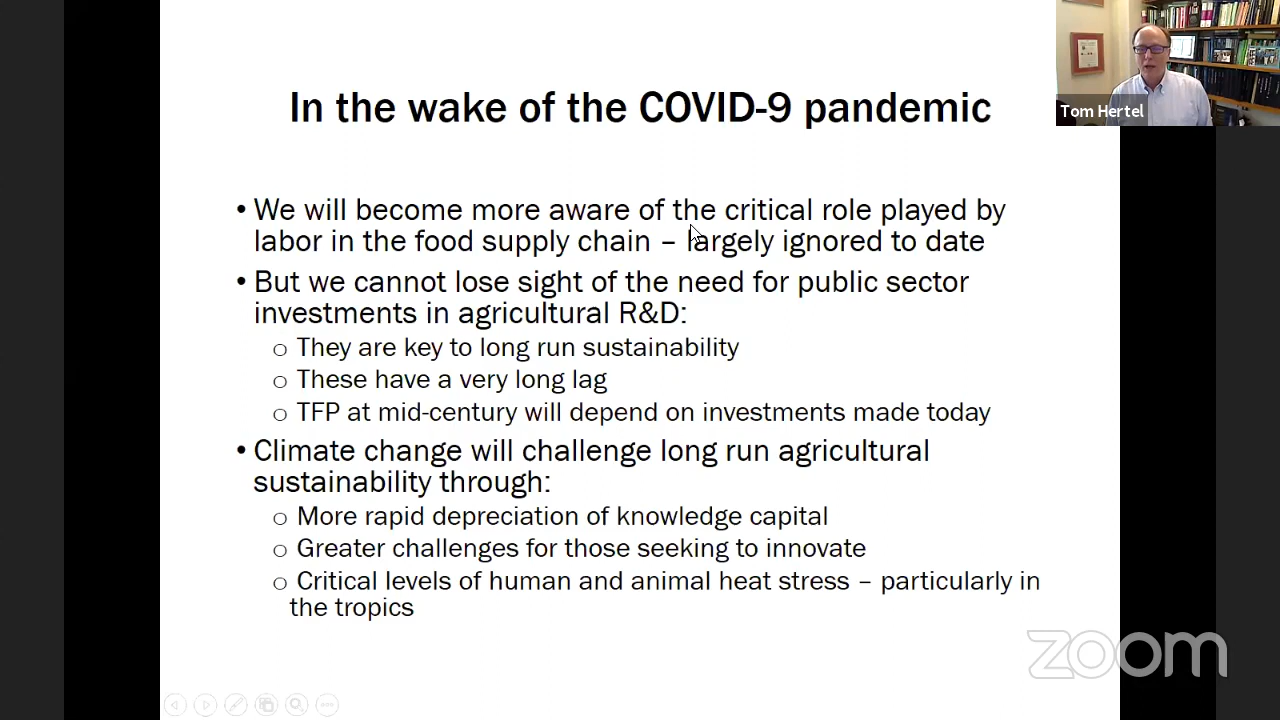 In the wake of the COVID-9 pandemic
Tom Hertel
• We will become more aware of the critical role played by
labor in the food supply chain – largely ignored to date
• But we cannot lose sight of the need for public sector
investments in agricultural R&D:
○ They are key to long run sustainability
○ These have a very long lag
○ TFP at mid-century will depend on investments made today
• Climate change will challenge long run agricultural
sustainability through:
○ More rapid depreciation of knowledge capital
○ Greater challenges for those seeking to innovate
○ Critical levels of human and animal heat stress – particularly in
the tropics
zoom